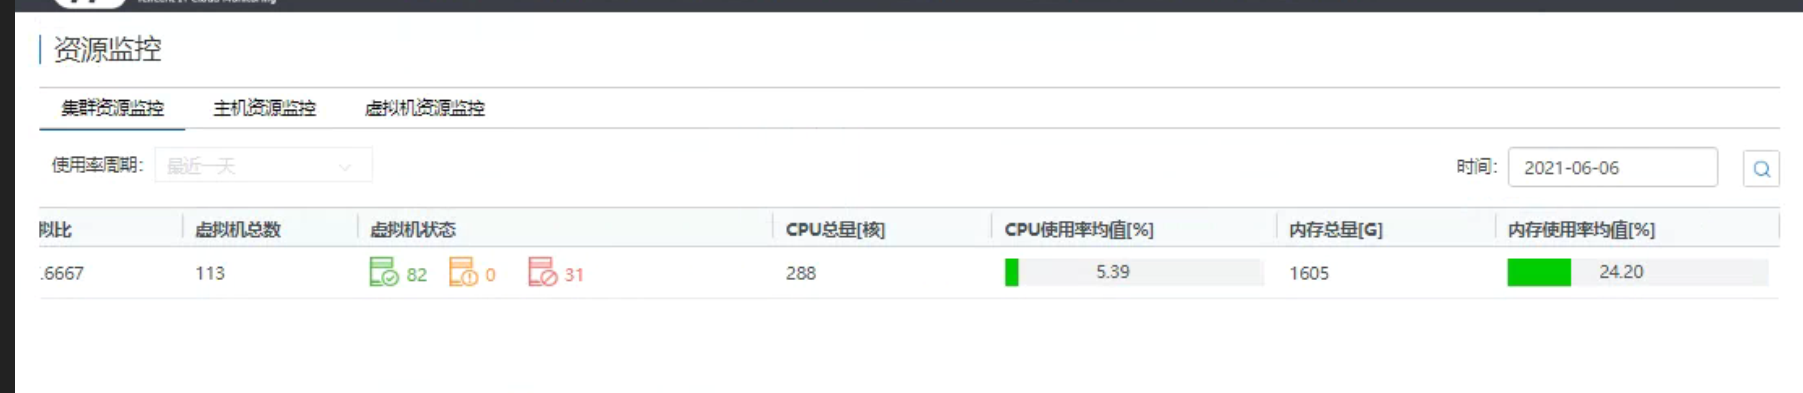 资源监控
集群资源监控 主机资源监控 虚拟机资源监控
使用率周期: 最近一天 时间: 2021-06-06
拟比 虚拟机总数 虚拟机状态 CPU总量[核] CPU使用率均值[%] 内存总量[G] 内存使用率均值[%]
.6667 113 82 0 31 288 5.39 1605 24.20